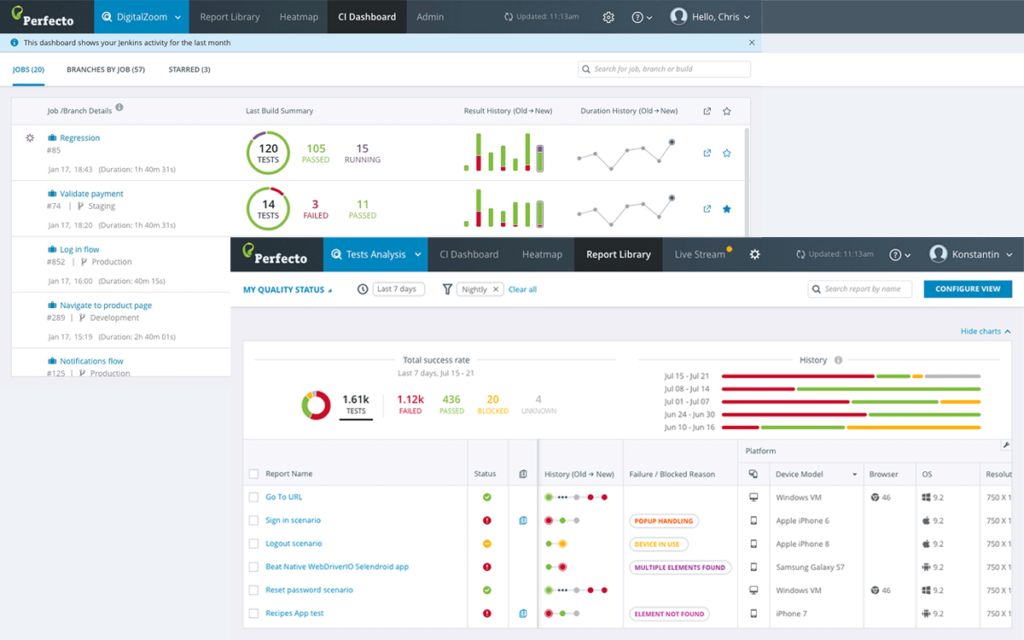 Perfecto DigitalZoom Report Library Heatmap CI Dashboard Admin Updated: 11:13am Hello, Chris
This dashboard shows your Jenkins activity for the last month
JOBS (20) BRANCHES BY JOB (57) STARRED (3) Search for job, branch or build
Job /Branch Details Last Build Summary Result History (Old → New) Duration History (Old → New)
Regression
#85
Jan 17, 18:43 (Duration: 1h 40m 31s)
120 TESTS 105 PASSED 15 RUNNING
Validate payment
#74 | Staging
Jan 17, 18:20 (Duration: 2h 40m 31s)
14 TESTS 3 FAILED 11 PASSED
Log in flow
#852 | Production
Jan 17, 16:00 (Duration: 40m 15s)
Navigate to product page
#289 | Development
Jan 17, 15:19 (Duration: 2h 40m 01s)
Notifications flow
#125 | Production
Perfecto Tests Analysis CI Dashboard Heatmap Report Library Live Stream Updated: 11:13am Konstantin
MY QUALITY STATUS Last 7 days Nightly Clear all Search report by name CONFIGURE VIEW
Hide charts
Total success rate
Last 7 days, Jul 15 - 21
1.61k TESTS 1.12k FAILED 436 PASSED 20 BLOCKED 4 UNKNOWN
History
Jul 15 - Jul 21
Jul 08 - Jul 14
Jul 01 - Jul 07
Jun 24 - Jun 30
Jun 10 - Jun 16
Platform
Report Name Status History (Old → New) Failure / Blocked Reason Device Model Browser OS Resolut
Go To URL Windows VM 46 9.2 750 X 1
Sign in scenario POPUP HANDLING Apple iPhone 6 9.2 750 X 1
Logout scenario DEVICE IN USE Apple iPhone 8 9.2 750 X 1
Beat Native WebDriverIO Selendroid app MULTIPLE ELEMENTS FOUND Samsung Galaxy S7 9.2 750 X 1
Reset password scenario Windows VM 46 9.2 750 X 1
Recipes App test ELEMENT NOT FOUND iPhone 7 9.2 750 X 1